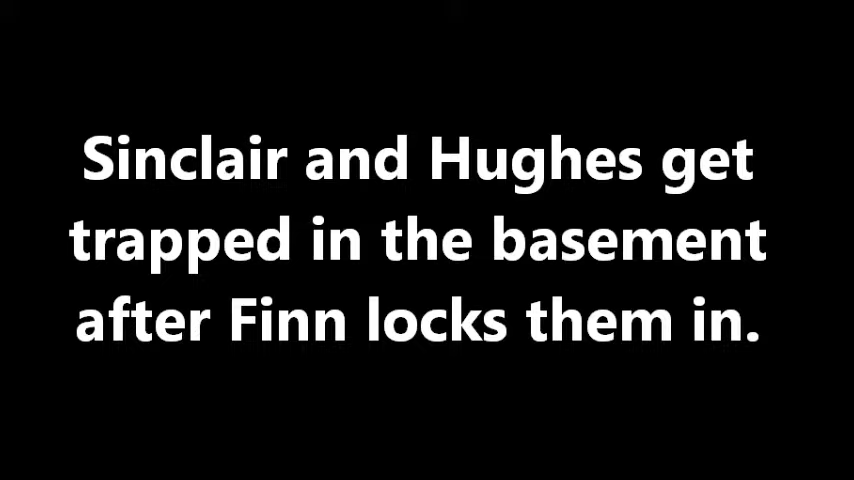 Sinclair and Hughes get
trapped in the basement
after Finn locks them in.